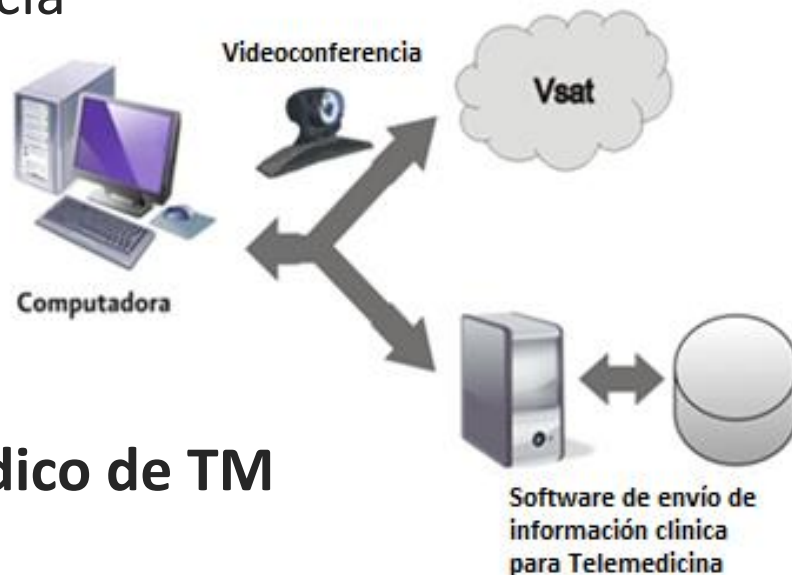 Videoconferencia
Vsat
Computadora
dico de TM
Software de envío de
información clinica
para Telemedicina